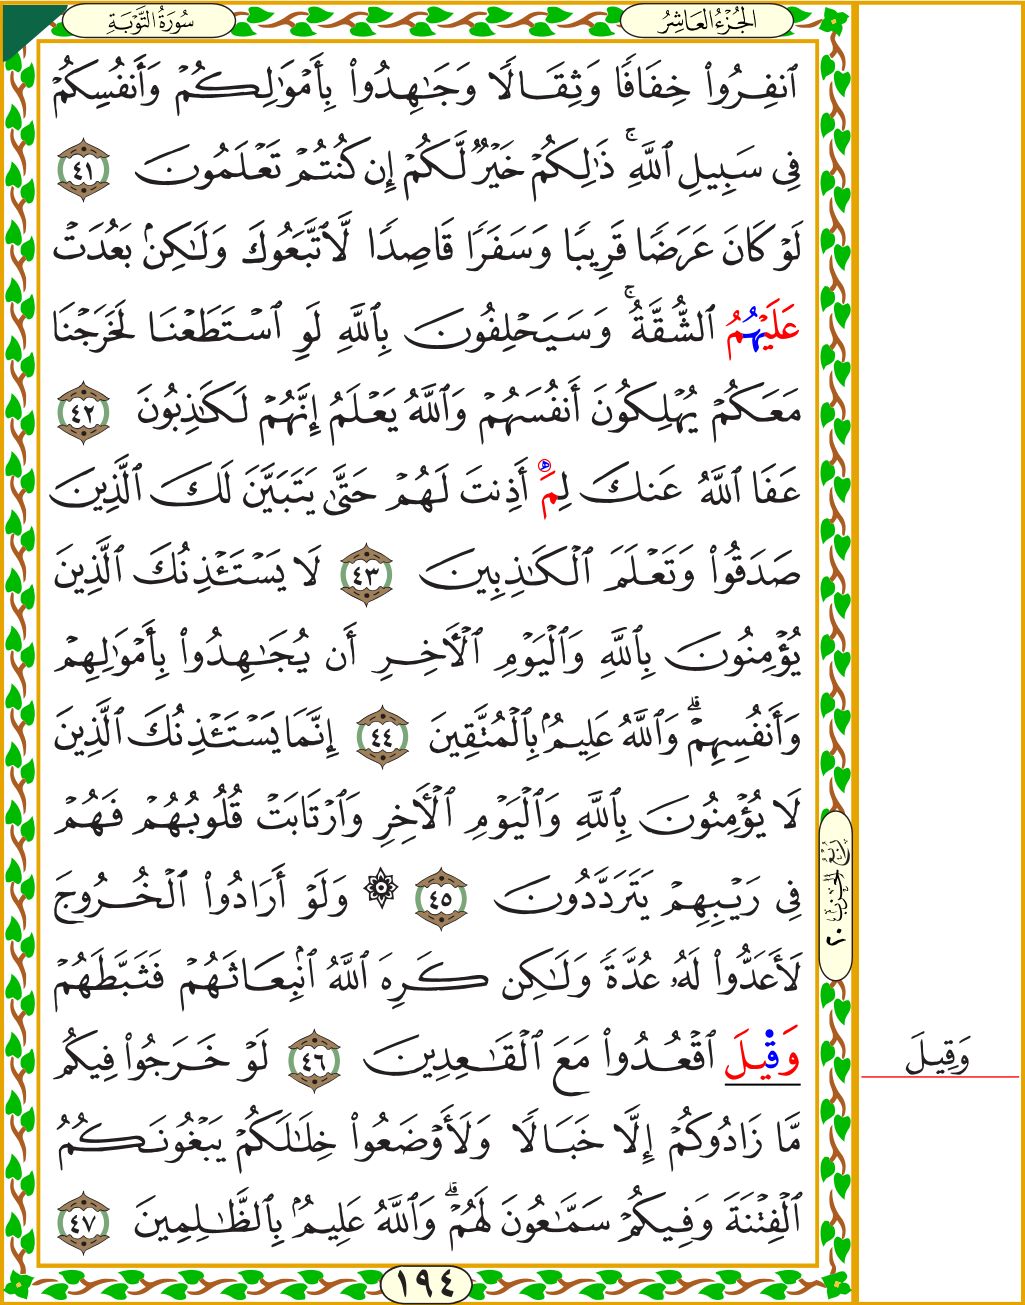 سُورَةُ التَّوْبَةِ
الجُزْءُ العَاشِرُ
ٱنفِرُوا۟ خِفَافًا وَثِقَالًا وَجَـٰهِدُوا۟ بِأَمْوَٰلِكُمْ وَأَنفُسِكُمْ
فِى سَبِيلِ ٱللَّهِ ۚ ذَٰلِكُمْ خَيْرٌ لَّكُمْ إِن كُنتُمْ تَعْلَمُونَ ٤١
لَوْ كَانَ عَرَضًا قَرِيبًا وَسَفَرًا قَاصِدًا لَّٱتَّبَعُوكَ وَلَـٰكِنۢ بَعُدَتْ
عَلَيْهُمُ ٱلشُّقَّةُ ۚ وَسَيَحْلِفُونَ بِٱللَّهِ لَوِ ٱسْتَطَعْنَا لَخَرَجْنَا
مَعَكُمْ يُهْلِكُونَ أَنفُسَهُمْ وَٱللَّهُ يَعْلَمُ إِنَّهُمْ لَكَـٰذِبُونَ ٤٢
عَفَا ٱللَّهُ عَنكَ لِمَ أَذِنتَ لَهُمْ حَتَّىٰ يَتَبَيَّنَ لَكَ ٱلَّذِينَ
صَدَقُوا۟ وَتَعْلَمَ ٱلْكَـٰذِبِينَ ٤٣ لَا يَسْتَـْٔذِنُكَ ٱلَّذِينَ
يُؤْمِنُونَ بِٱللَّهِ وَٱلْيَوْمِ ٱلْـَٔاخِرِ أَن يُجَـٰهِدُوا۟ بِأَمْوَٰلِهِمْ
وَأَنفُسِهِمْ ۗ وَٱللَّهُ عَلِيمٌۢ بِٱلْمُتَّقِينَ ٤٤ إِنَّمَا يَسْتَـْٔذِنُكَ ٱلَّذِينَ
لَا يُؤْمِنُونَ بِٱللَّهِ وَٱلْيَوْمِ ٱلْـَٔاخِرِ وَٱرْتَابَتْ قُلُوبُهُمْ فَهُمْ
فِى رَيْبِهِمْ يَتَرَدَّدُونَ ٤٥ ۞ وَلَوْ أَرَادُوا۟ ٱلْخُرُوجَ
لَأَعَدُّوا۟ لَهُۥ عُدَّةً وَلَـٰكِن كَرِهَ ٱللَّهُ ٱنۢبِعَاثَهُمْ فَثَبَّطَهُمْ
وَقِيلَ ٱقْعُدُوا۟ مَعَ ٱلْقَـٰعِدِينَ ٤٦ لَوْ خَرَجُوا۟ فِيكُم
مَّا زَادُوكُمْ إِلَّا خَبَالًا وَلَأَوْضَعُوا۟ خِلَـٰلَكُمْ يَبْغُونَكُمُ
ٱلْفِتْنَةَ وَفِيكُمْ سَمَّـٰعُونَ لَهُمْ ۗ وَٱللَّهُ عَلِيمٌۢ بِٱلظَّـٰلِمِينَ ٤٧
رُبْعُ الحِزْبِ ٢٠
وَقِيلَ
١٩٤